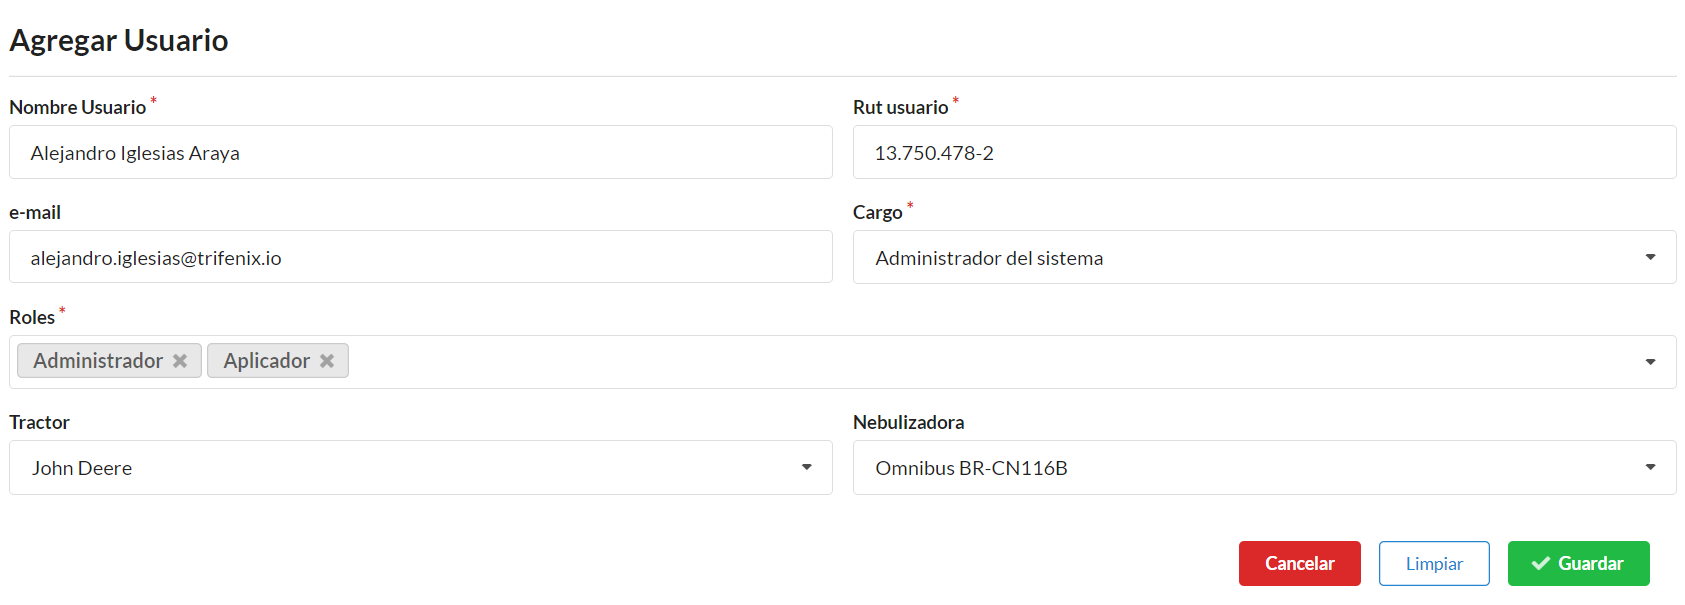 Agregar Usuario
Nombre Usuario *
Rut usuario *
Alejandro Iglesias Araya
13.750.478-2
e-mail
Cargo *
alejandro.iglesias@trifenix.io
Administrador del sistema
Roles *
Administrador ✖ Aplicador ✖
Tractor
Nebulizadora
John Deere
Omnibus BR-CN116B
Cancelar
Limpiar
✔ Guardar